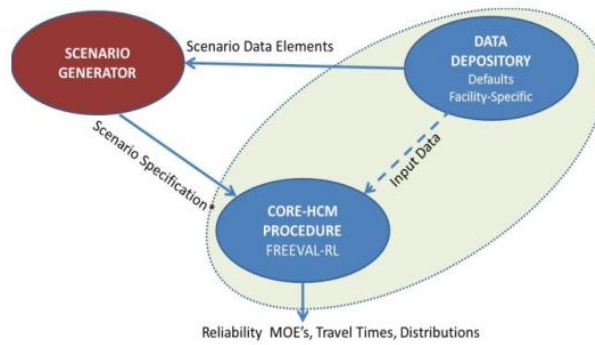 SCENARIO
GENERATOR
Scenario Data Elements
DATA
DEPOSITORY
Defaults
Facility-Specific
Scenario Specification*
Input Data
CORE-HCM
PROCEDURE
FREEVAL-RL
Reliability MOE's, Travel Times, Distributions